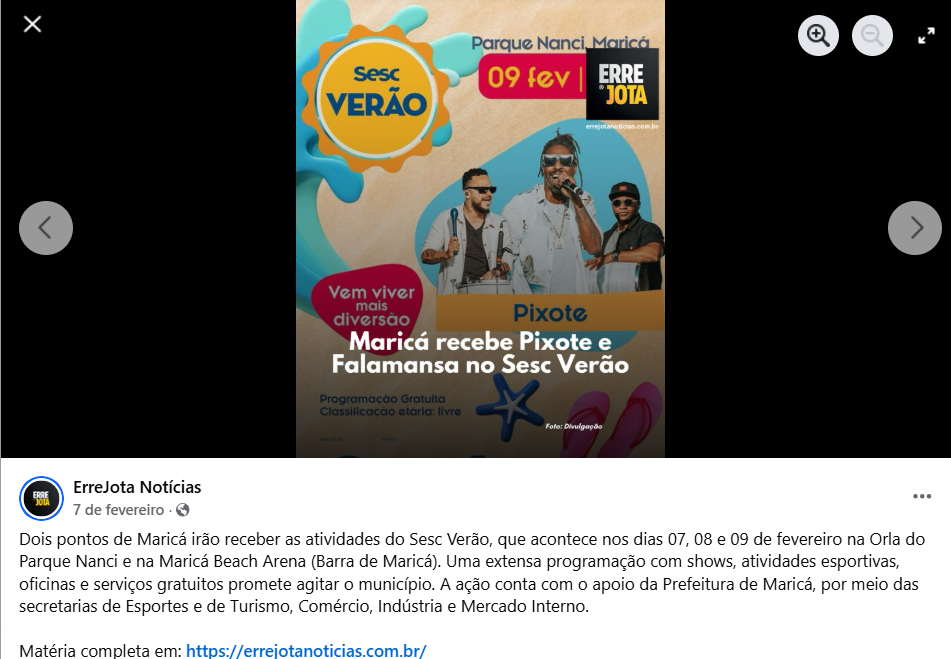 Parque Nanci, Maricá
Sesc
VERÃO
09 fev |
ERRE
JOTA
errejotanoticias.com.br
Vem viver
mais
diversão
Pixote
Maricá recebe Pixote e
Falamansa no Sesc Verão
Programação Gratuita
Classificação etária: livre
Foto: Divulgação
ERRE
JOTA
ErreJota Notícias
7 de fevereiro ·
Dois pontos de Maricá irão receber as atividades do Sesc Verão, que acontece nos dias 07, 08 e 09 de fevereiro na Orla do
Parque Nanci e na Maricá Beach Arena (Barra de Maricá). Uma extensa programação com shows, atividades esportivas,
oficinas e serviços gratuitos promete agitar o município. A ação conta com o apoio da Prefeitura de Maricá, por meio das
secretarias de Esportes e de Turismo, Comércio, Indústria e Mercado Interno.
Matéria completa em: https://errejotanoticias.com.br/